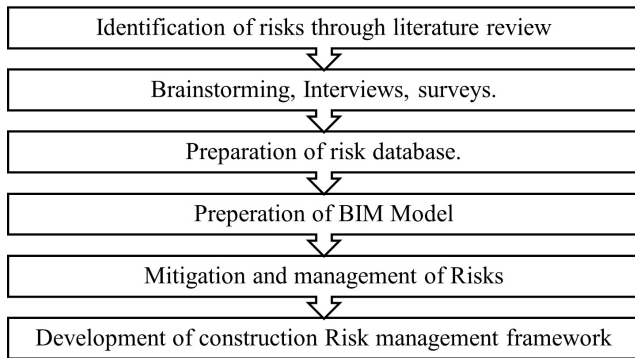 Identification of risks through literature review
Brainstorming, Interviews, surveys.
Preparation of risk database.
Preperation of BIM Model
Mitigation and management of Risks
Development of construction Risk management framework